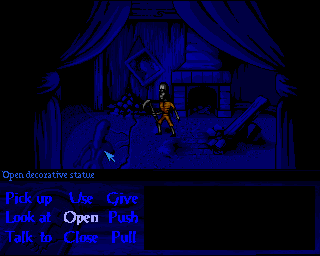 Open decorative statue
Pick up Use Give
Look at Open Push
Talk to Close Pull